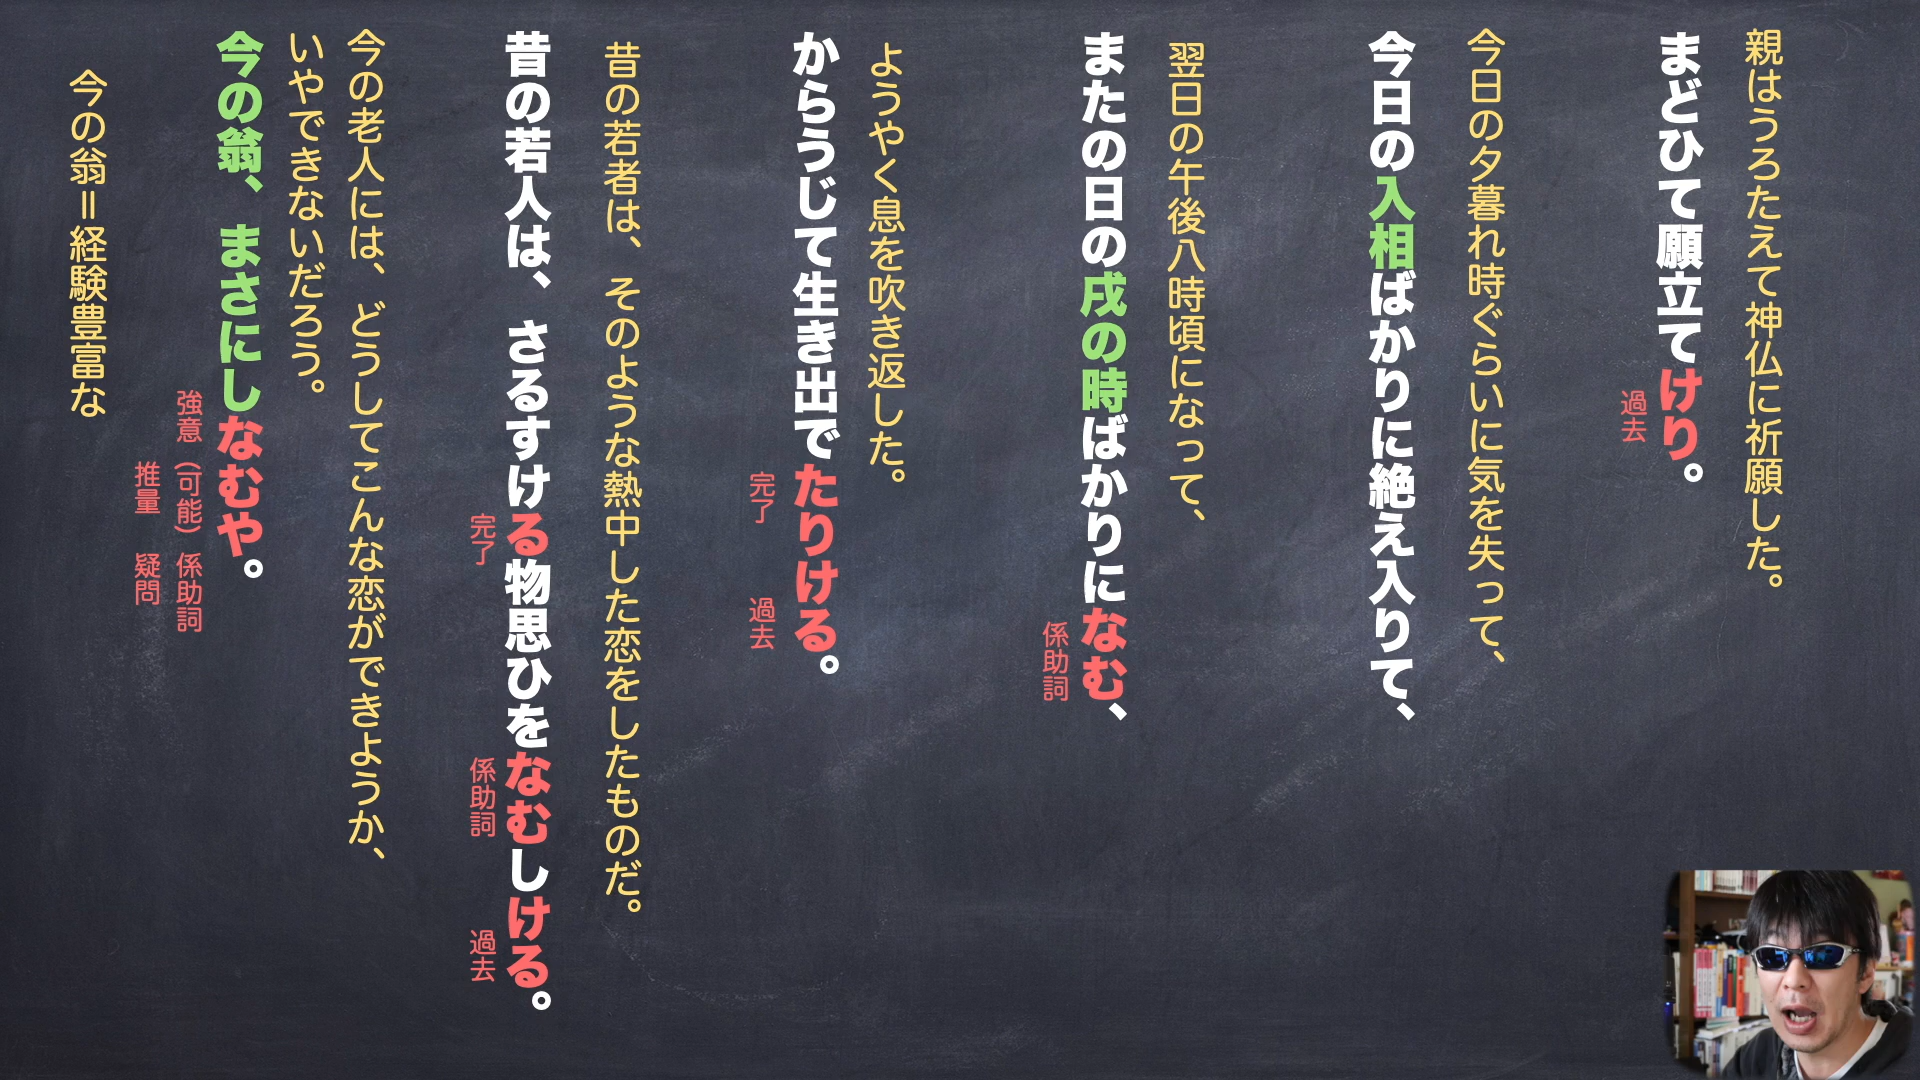 親はうろたえて神仏に祈願した。
まどひて願立てけり。
過去
今日の夕暮れ時ぐらいに気を失って、
今日の入相ばかりに絶え入りて、
翌日の午後八時頃になって、
またの日の戌の時ばかりになむ、
係助詞
ようやく息を吹き返した。
からうじて生き出でたりける。
完了 過去
昔の若者は、そのような熱中した恋をしたものだ。
昔の若人は、さるすける物思ひをなむしける。
完了 係助詞 過去
今の老人には、どうしてこんな恋ができようか、
いやできないだろう。
今の翁、まさにしなむや。
強意(可能)係助詞
推量 疑問
今の翁＝経験豊富な